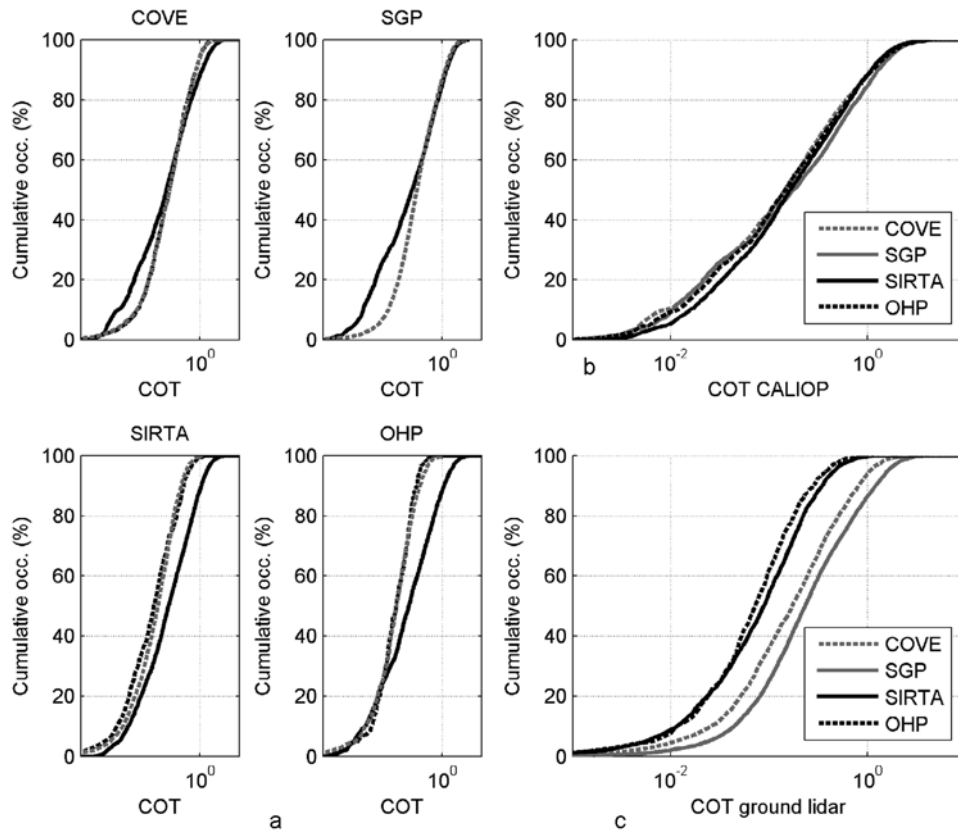 COVE
SGP
100
80
60
40
20
0
Cumulative occ. (%)
10^0
COT
100
80
60
40
20
0
Cumulative occ. (%)
10^0
COT
100
80
60
40
20
0
Cumulative occ. (%)
COVE
SGP
SIRTA
OHP
10^-2
10^0
b
COT CALIOP
SIRTA
OHP
100
80
60
40
20
0
Cumulative occ. (%)
10^0
COT
100
80
60
40
20
0
Cumulative occ. (%)
10^0
COT
a
100
80
60
40
20
0
Cumulative occ. (%)
COVE
SGP
SIRTA
OHP
10^-2
10^0
c
COT ground lidar